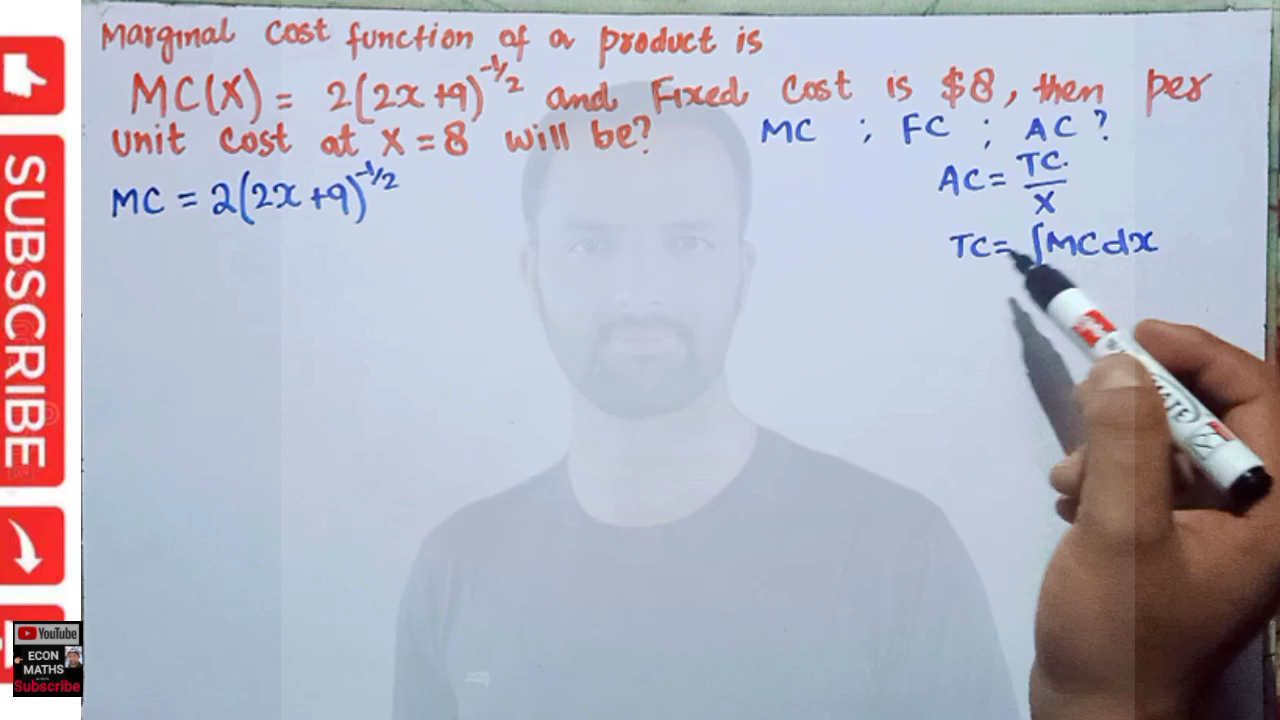 Marginal cost function of a product is
MC(X) = 2(2x+9)^-1/2 and Fixed Cost is $8, then per
unit cost at X = 8 will be?
MC ; FC ; AC?
MC = 2(2x+9)^-1/2
AC = TC/X
TC = ∫MCdx
SUBSCRIBE
YouTube
ECON
MATHS
Subscribe